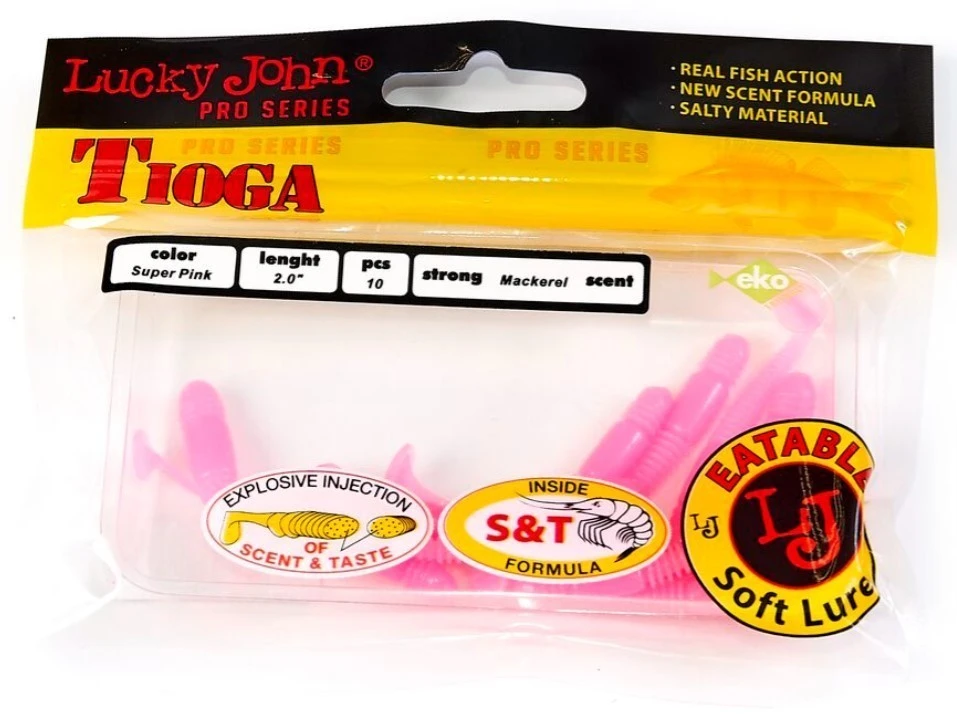 Lucky John®
PRO SERIES
· REAL FISH ACTION
· NEW SCENT FORMULA
· SALTY MATERIAL
PRO SERIES PRO SERIES
TIOGA
color lenght pcs strong Mackerel scent
Super Pink 2.0" 10
eko
EXPLOSIVE INJECTION
OF
SCENT & TASTE
INSIDE
S&T
FORMULA
EATABLE
LJ
LJ
Soft Lure